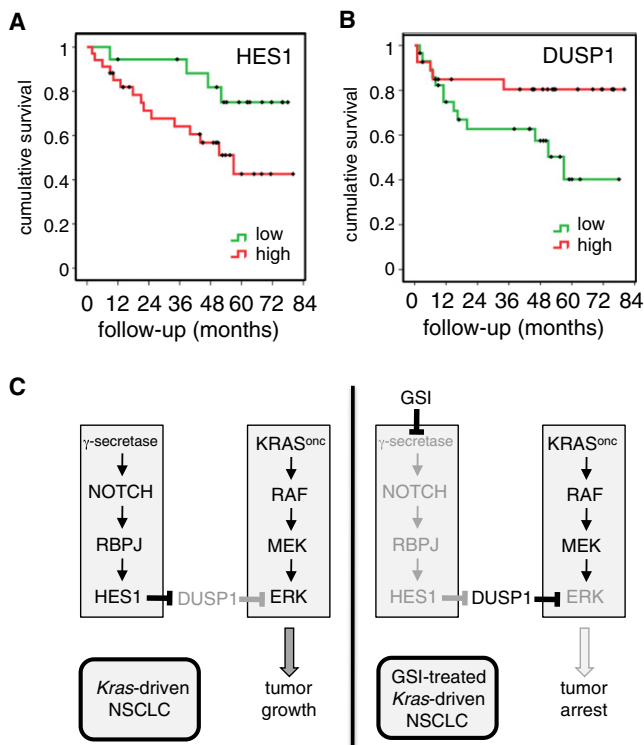 A
HES1
cumulative survival
1
0.8
0.6
0.4
0.2
0
low
high
0 12 24 36 48 60 72 84
follow-up (months)
B
DUSP1
cumulative survival
1
0.8
0.6
0.4
0.2
0
low
high
0 12 24 36 48 60 72 84
follow-up (months)
C
γ-secretase
NOTCH
RBPJ
HES1
DUSP1
KRASonc
RAF
MEK
ERK
Kras-driven
NSCLC
tumor
growth
GSI
γ-secretase
NOTCH
RBPJ
HES1
DUSP1
KRASonc
RAF
MEK
ERK
GSI-treated
Kras-driven
NSCLC
tumor
arrest